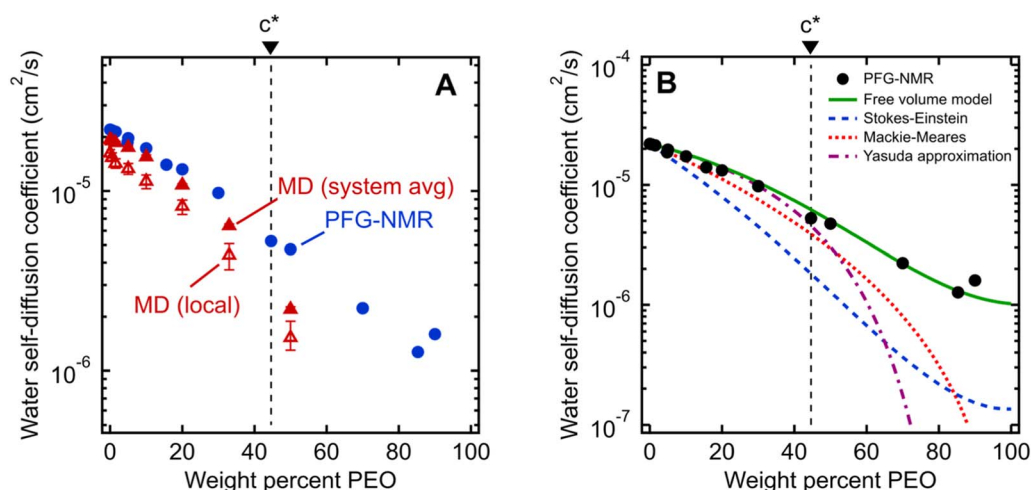 c*
A
Water self-diffusion coefficient (cm²/s)
10⁻⁵
10⁻⁶
MD (system avg)
PFG-NMR
MD (local)
0 20 40 60 80 100
Weight percent PEO
c*
B
Water self-diffusion coefficient (cm²/s)
10⁻⁴
10⁻⁵
10⁻⁶
10⁻⁷
PFG-NMR
Free volume model
Stokes-Einstein
Mackie-Meares
Yasuda approximation
0 20 40 60 80 100
Weight percent PEO